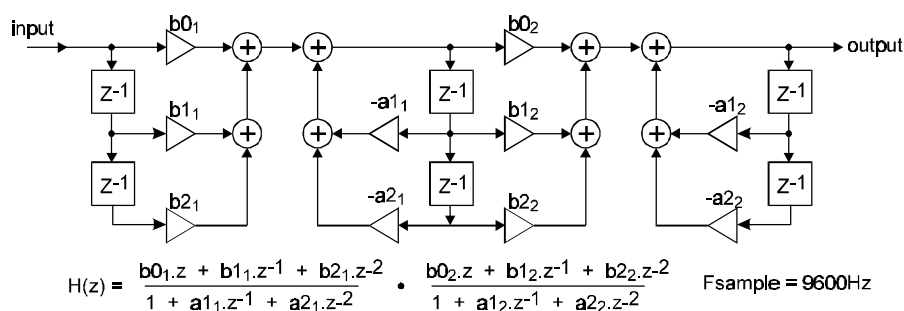 input
b0₁
+
+
b0₂
+
+
output
Z-1
Z-1
Z-1
b1₁
+
+
-a1₁
b1₂
+
+
-a1₂
Z-1
Z-1
Z-1
b2₁
-a2₁
b2₂
-a2₂
H(z) = b0₁.z + b1₁.z-1 + b2₁.z-2 / 1 + a1₁.z-1 + a2₁.z-2 • b0₂.z + b1₂.z-1 + b2₂.z-2 / 1 + a1₂.z-1 + a2₂.z-2
Fsample = 9600Hz